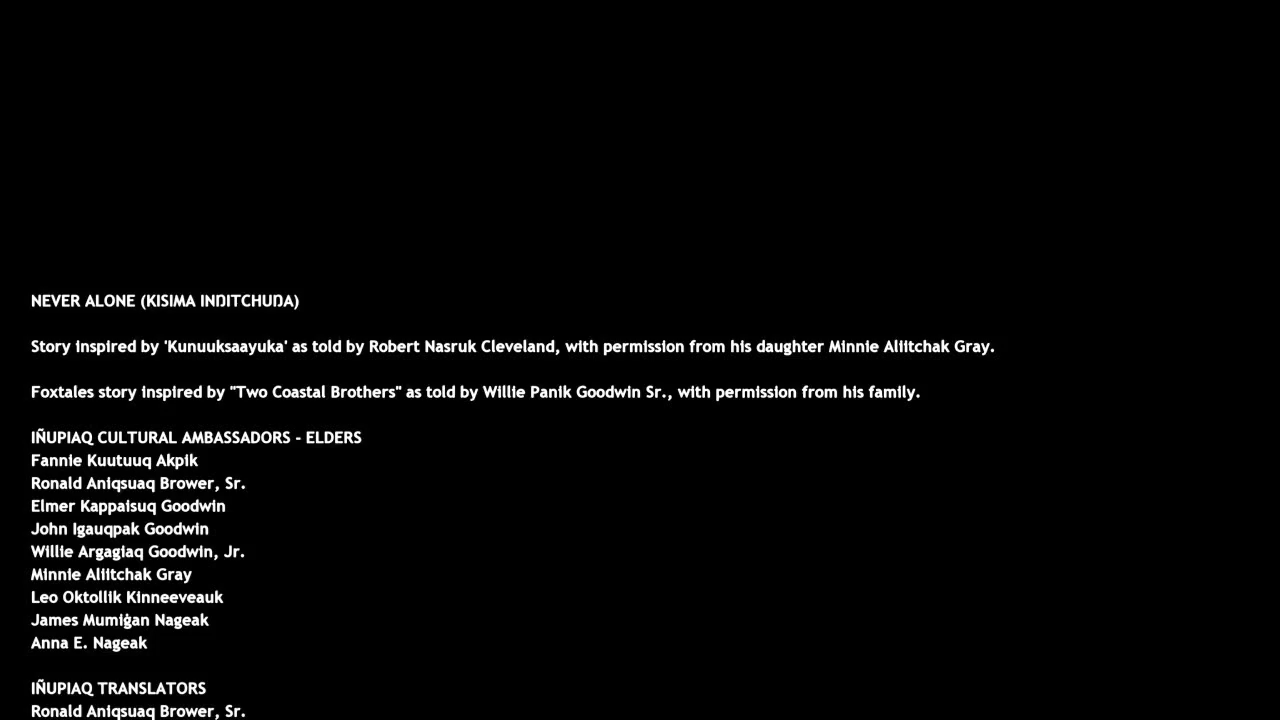 NEVER ALONE (KISIMA INŊITCHUŊA)
Story inspired by 'Kunuuksaayuka' as told by Robert Nasruk Cleveland, with permission from his daughter Minnie Aliitchak Gray.
Foxtales story inspired by "Two Coastal Brothers" as told by Willie Panik Goodwin Sr., with permission from his family.
IÑUPIAQ CULTURAL AMBASSADORS - ELDERS
Fannie Kuutuuq Akpik
Ronald Aniqsuaq Brower, Sr.
Elmer Kappaisuq Goodwin
John Igauqpak Goodwin
Willie Argagiaq Goodwin, Jr.
Minnie Aliitchak Gray
Leo Oktollik Kinneeveauk
James Mumiġan Nageak
Anna E. Nageak
IÑUPIAQ TRANSLATORS
Ronald Aniqsuaq Brower, Sr.